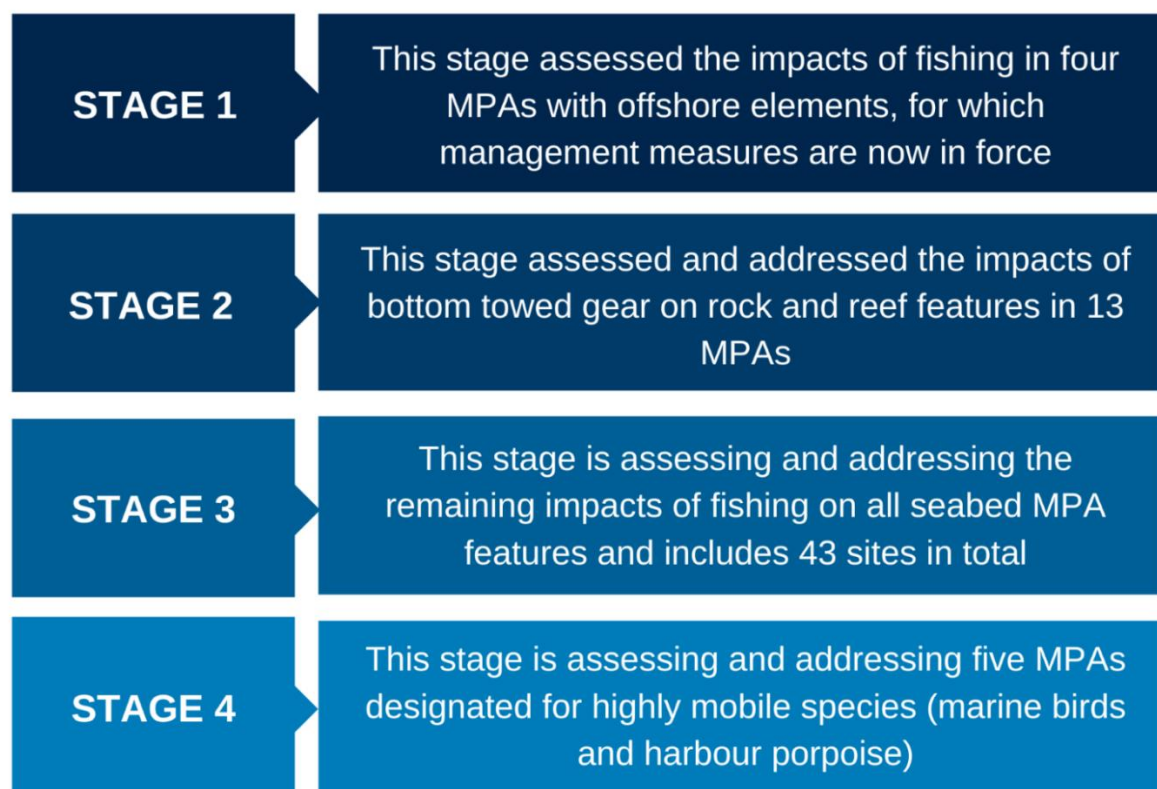 STAGE 1
This stage assessed the impacts of fishing in four
MPAs with offshore elements, for which
management measures are now in force
STAGE 2
This stage assessed and addressed the impacts of
bottom towed gear on rock and reef features in 13
MPAs
STAGE 3
This stage is assessing and addressing the
remaining impacts of fishing on all seabed MPA
features and includes 43 sites in total
STAGE 4
This stage is assessing and addressing five MPAs
designated for highly mobile species (marine birds
and harbour porpoise)